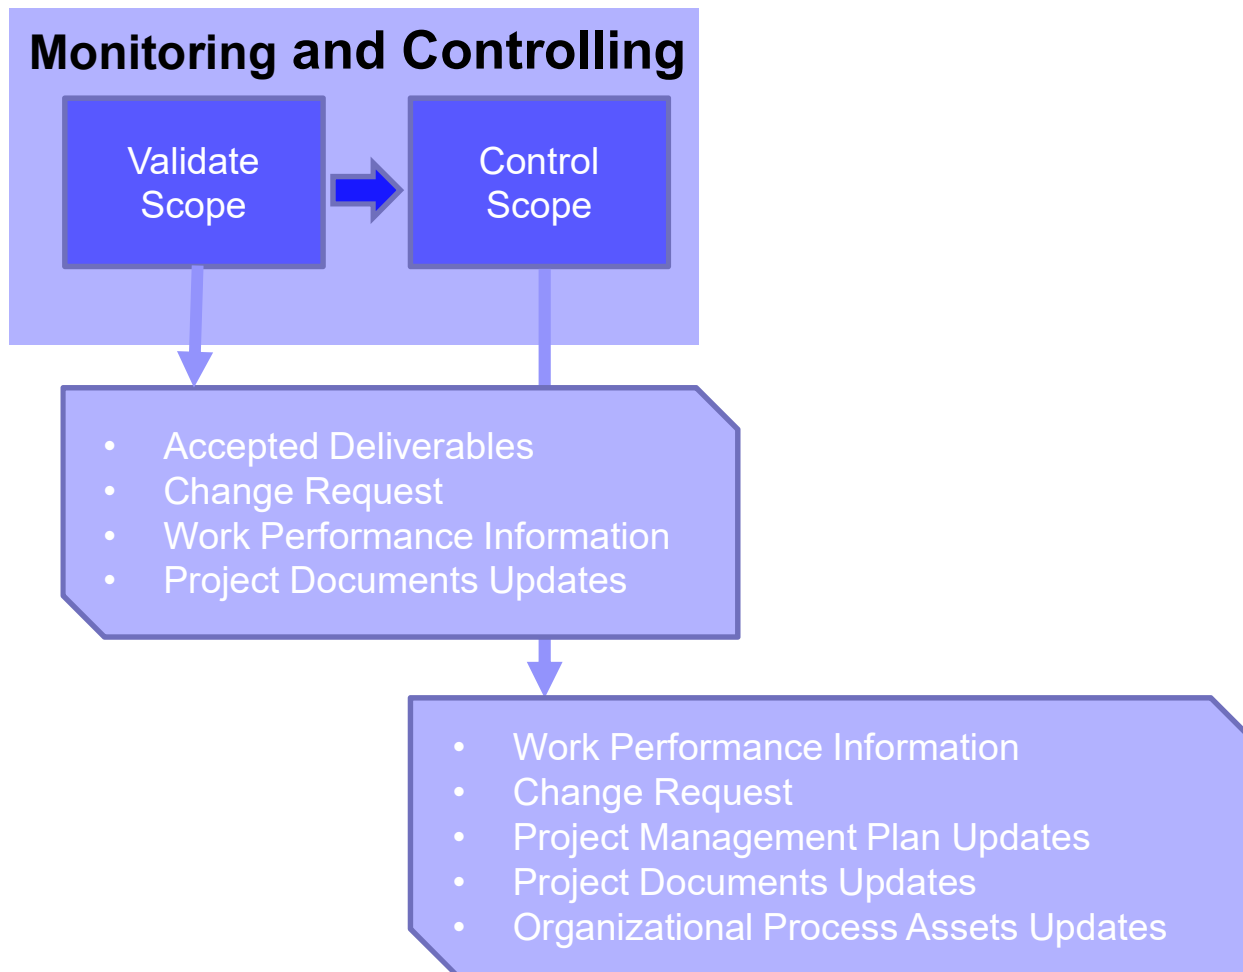 Monitoring and Controlling
Validate
Scope
Control
Scope
• Accepted Deliverables
• Change Request
• Work Performance Information
• Project Documents Updates
• Work Performance Information
• Change Request
• Project Management Plan Updates
• Project Documents Updates
• Organizational Process Assets Updates